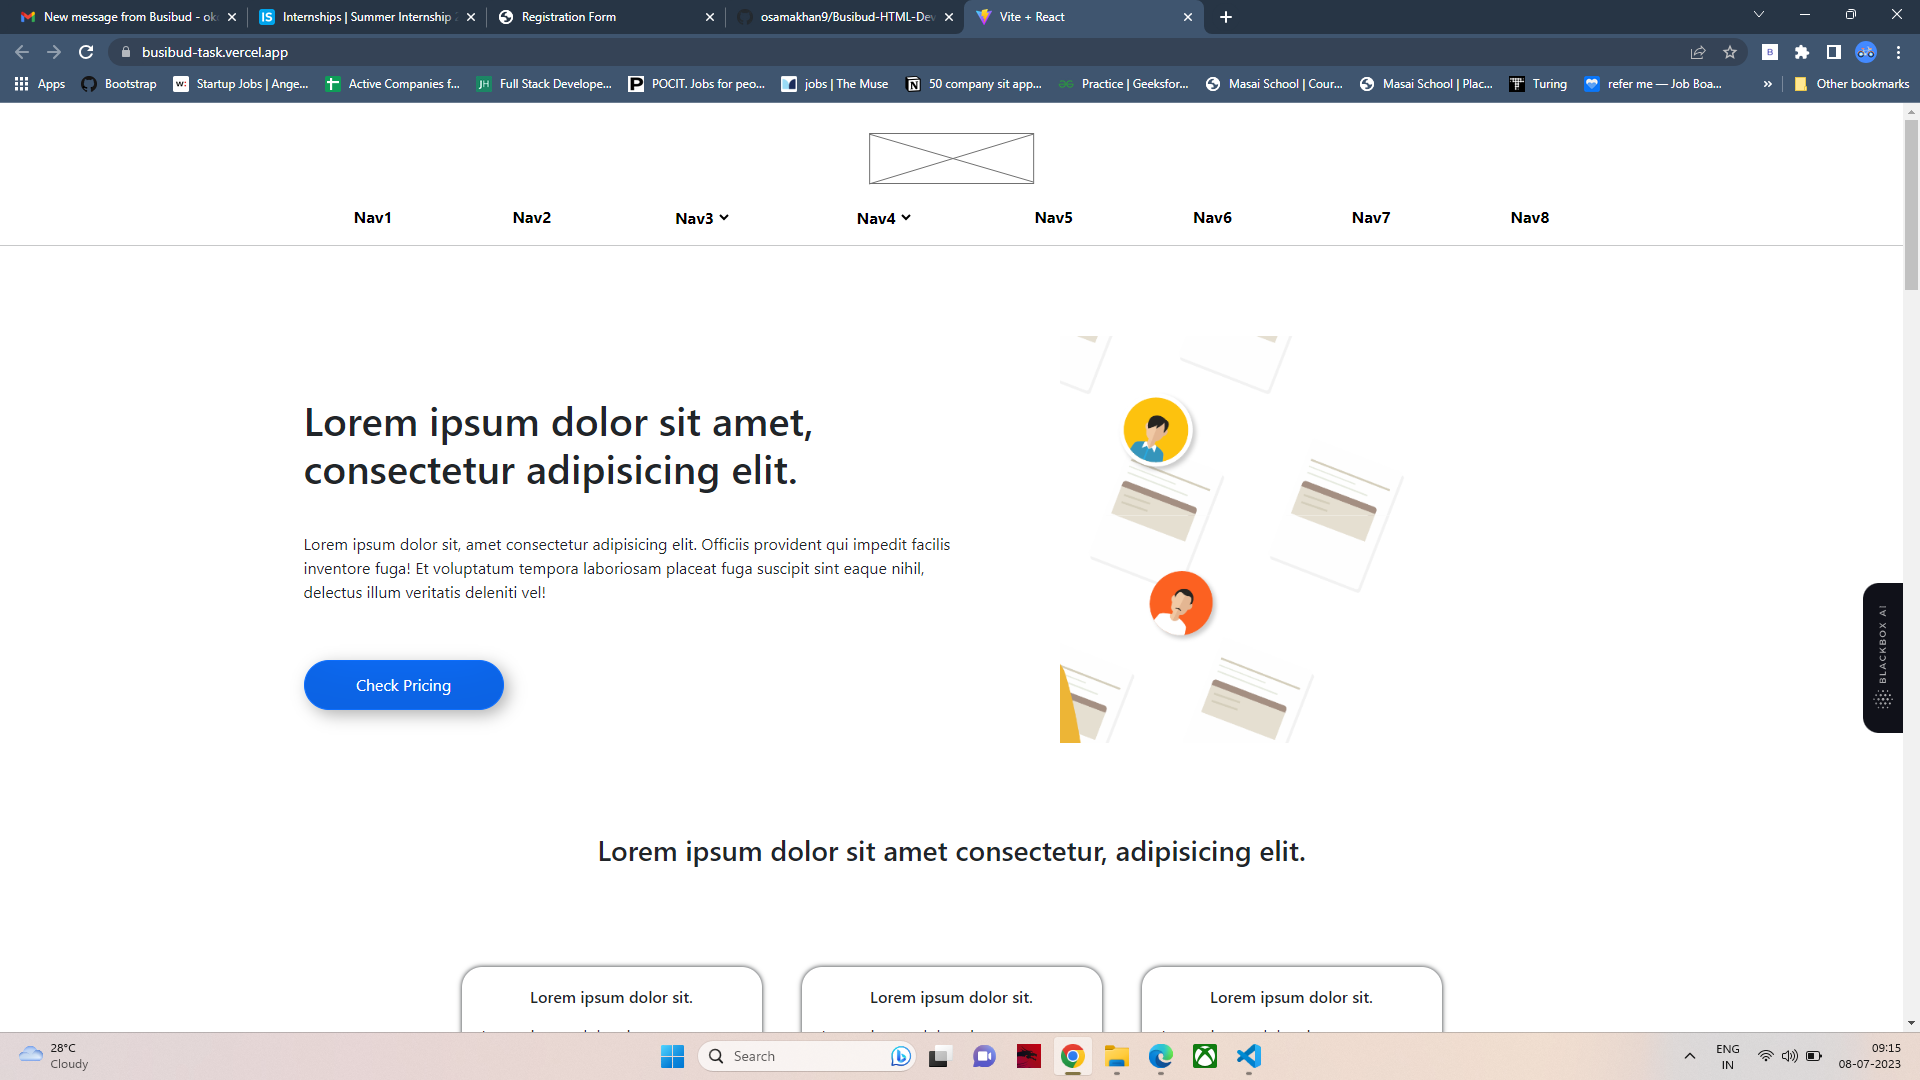 New message from Busibud - ok
Internships | Summer Internship 2
Registration Form
osamakhan9/Busibud-HTML-Dev
Vite + React
busibud-task.vercel.app
Apps
Bootstrap
Startup Jobs | Ange...
Active Companies f...
Full Stack Develope...
POCIT. Jobs for peo...
jobs | The Muse
50 company sit app...
Practice | Geeksfor...
Masai School | Cour...
Masai School | Plac...
Turing
refer me — Job Boa...
»
Other bookmarks
Nav1
Nav2
Nav3
Nav4
Nav5
Nav6
Nav7
Nav8
Lorem ipsum dolor sit amet,
consectetur adipisicing elit.
Lorem ipsum dolor sit, amet consectetur adipisicing elit. Officiis provident qui impedit facilis
inventore fuga! Et voluptatum tempora laboriosam placeat fuga suscipit sint eaque nihil,
delectus illum veritatis deleniti vel!
Check Pricing
BLACKBOX AI
Lorem ipsum dolor sit amet consectetur, adipisicing elit.
Lorem ipsum dolor sit.
Lorem ipsum dolor sit.
Lorem ipsum dolor sit.
28°C
Cloudy
Search
ENG
IN
09:15
08-07-2023